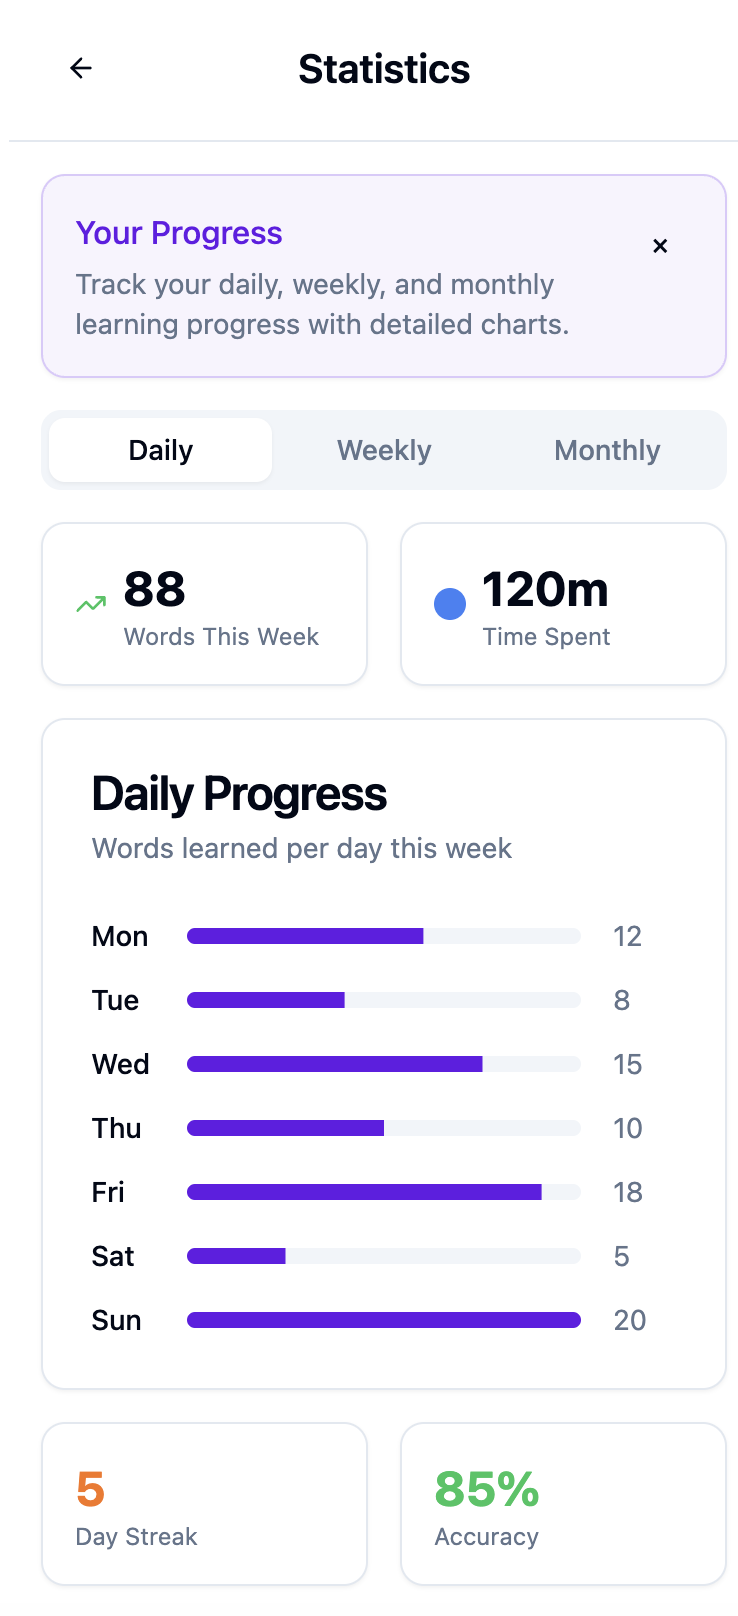 Statistics
Your Progress
Track your daily, weekly, and monthly
learning progress with detailed charts.
Daily Weekly Monthly
88
Words This Week
120m
Time Spent
Daily Progress
Words learned per day this week
Mon 12
Tue 8
Wed 15
Thu 10
Fri 18
Sat 5
Sun 20
5
Day Streak
85%
Accuracy